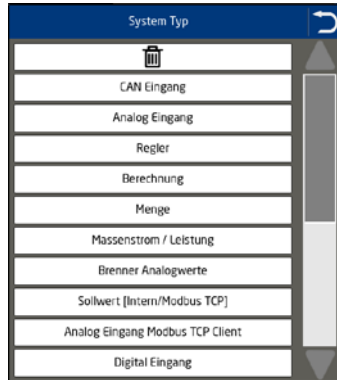 System Typ
CAN Eingang
Analog Eingang
Regler
Berechnung
Menge
Massenstrom / Leistung
Brenner Analogwerte
Sollwert [Intern/Modbus TCP]
Analog Eingang Modbus TCP Client
Digital Eingang